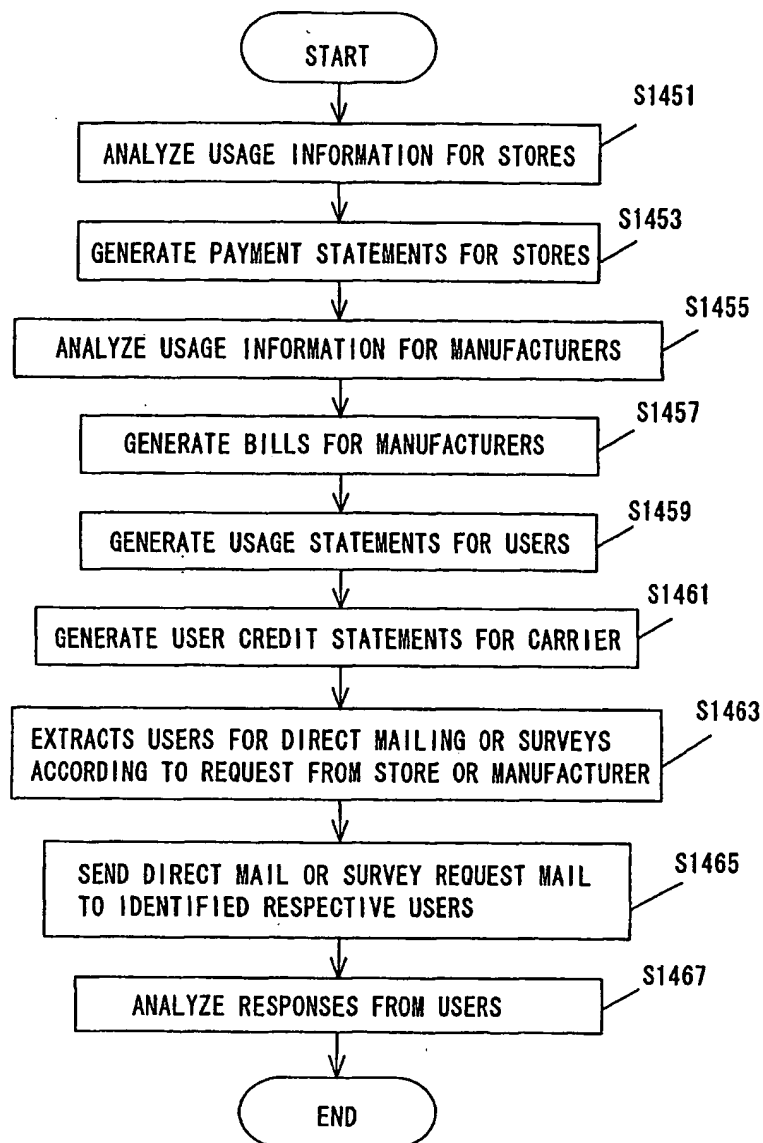 START
S1451
ANALYZE USAGE INFORMATION FOR STORES
S1453
GENERATE PAYMENT STATEMENTS FOR STORES
S1455
ANALYZE USAGE INFORMATION FOR MANUFACTURERS
S1457
GENERATE BILLS FOR MANUFACTURERS
S1459
GENERATE USAGE STATEMENTS FOR USERS
S1461
GENERATE USER CREDIT STATEMENTS FOR CARRIER
S1463
EXTRACTS USERS FOR DIRECT MAILING OR SURVEYS
ACCORDING TO REQUEST FROM STORE OR MANUFACTURER
S1465
SEND DIRECT MAIL OR SURVEY REQUEST MAIL
TO IDENTIFIED RESPECTIVE USERS
S1467
ANALYZE RESPONSES FROM USERS
END